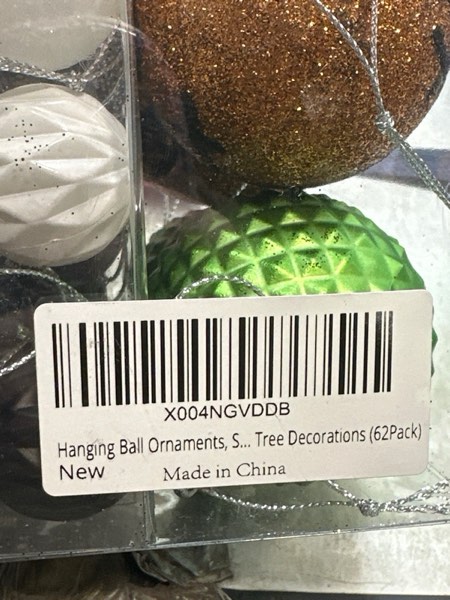 X004NGVDDB
Hanging Ball Ornaments, S... Tree Decorations (62Pack)
New
Made in China